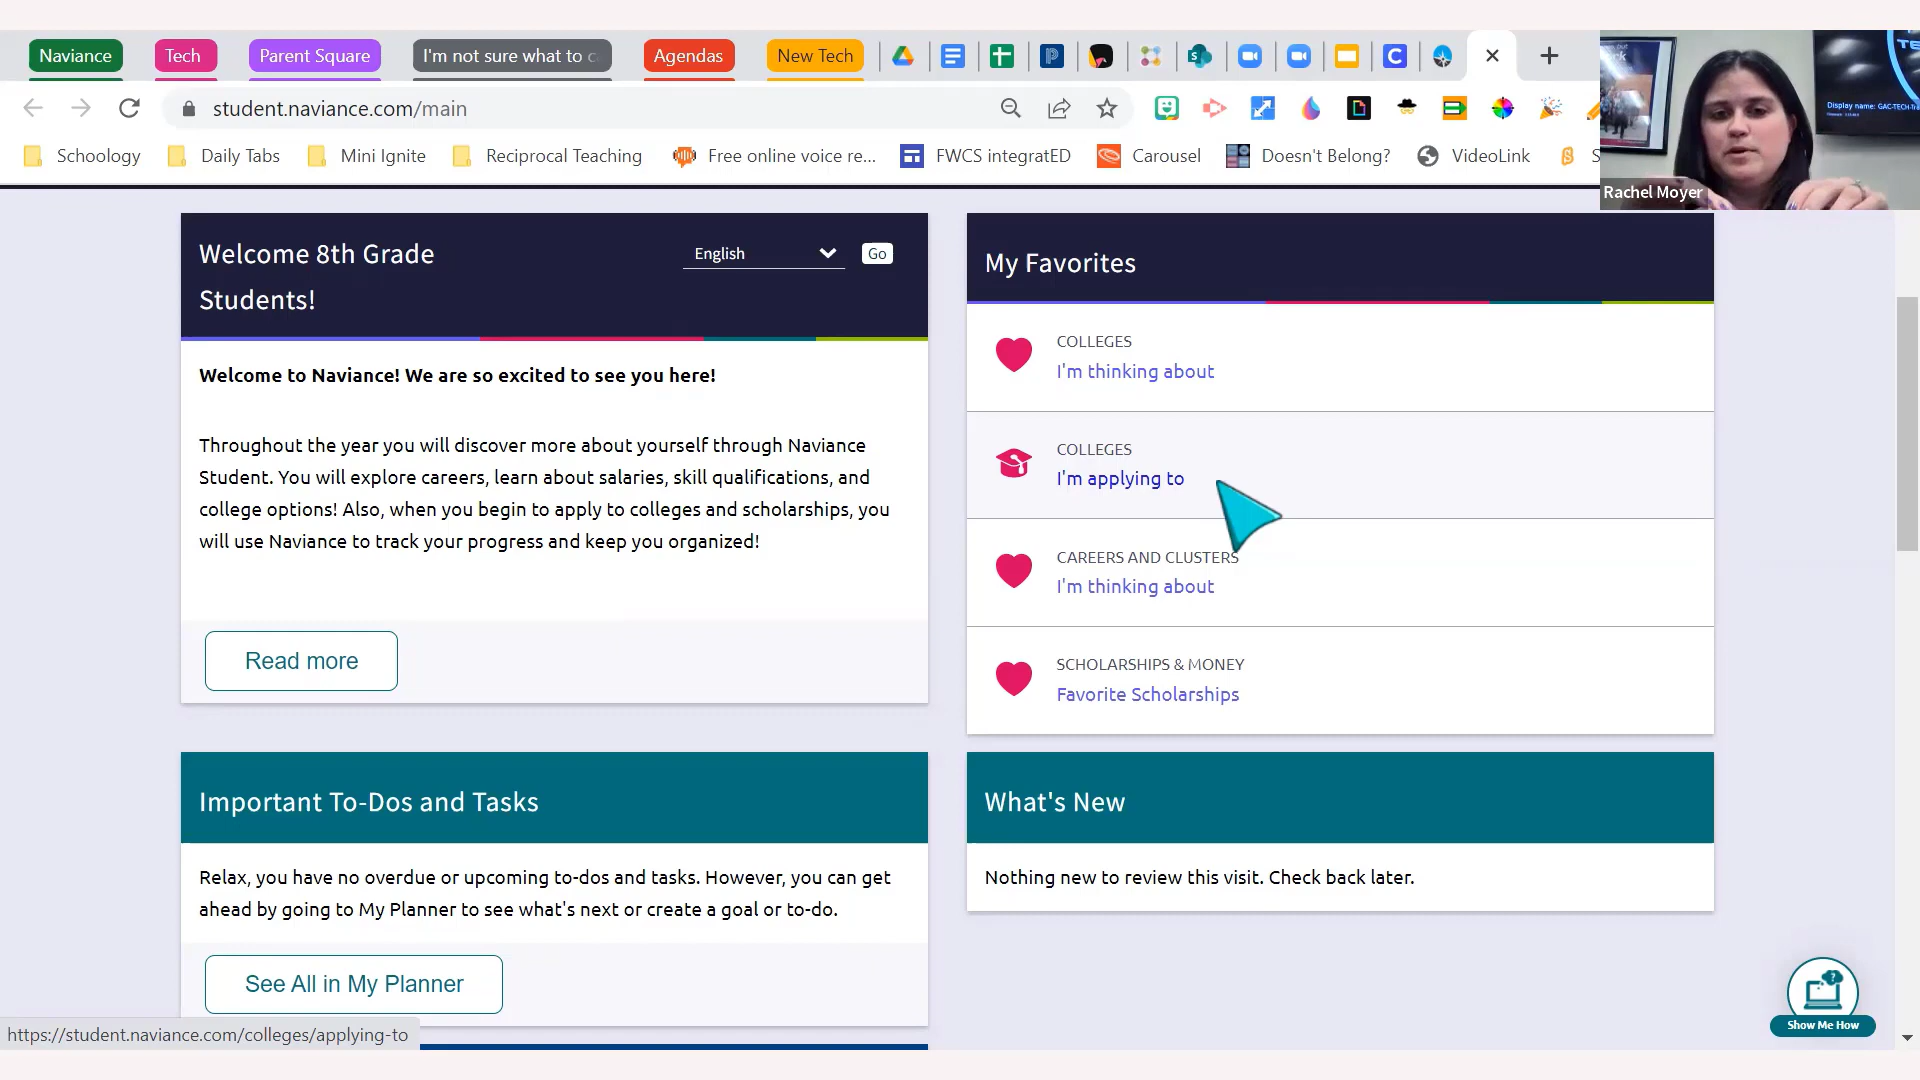 Naviance
Tech
Parent Square
I'm not sure what to c
Agendas
New Tech
student.naviance.com/main
Schoology
Daily Tabs
Mini Ignite
Reciprocal Teaching
Free online voice re...
FWCS integratED
Carousel
Doesn't Belong?
VideoLink
S
Rachel Moyer
Welcome 8th Grade
Students!
English
Go
Welcome to Naviance! We are so excited to see you here!
Throughout the year you will discover more about yourself through Naviance
Student. You will explore careers, learn about salaries, skill qualifications, and
college options! Also, when you begin to apply to colleges and scholarships, you
will use Naviance to track your progress and keep you organized!
Read more
My Favorites
COLLEGES
I'm thinking about
COLLEGES
I'm applying to
CAREERS AND CLUSTERS
I'm thinking about
SCHOLARSHIPS & MONEY
Favorite Scholarships
Important To-Dos and Tasks
Relax, you have no overdue or upcoming to-dos and tasks. However, you can get
ahead by going to My Planner to see what's next or create a goal or to-do.
See All in My Planner
What's New
Nothing new to review this visit. Check back later.
Show Me How
https://student.naviance.com/colleges/applying-to